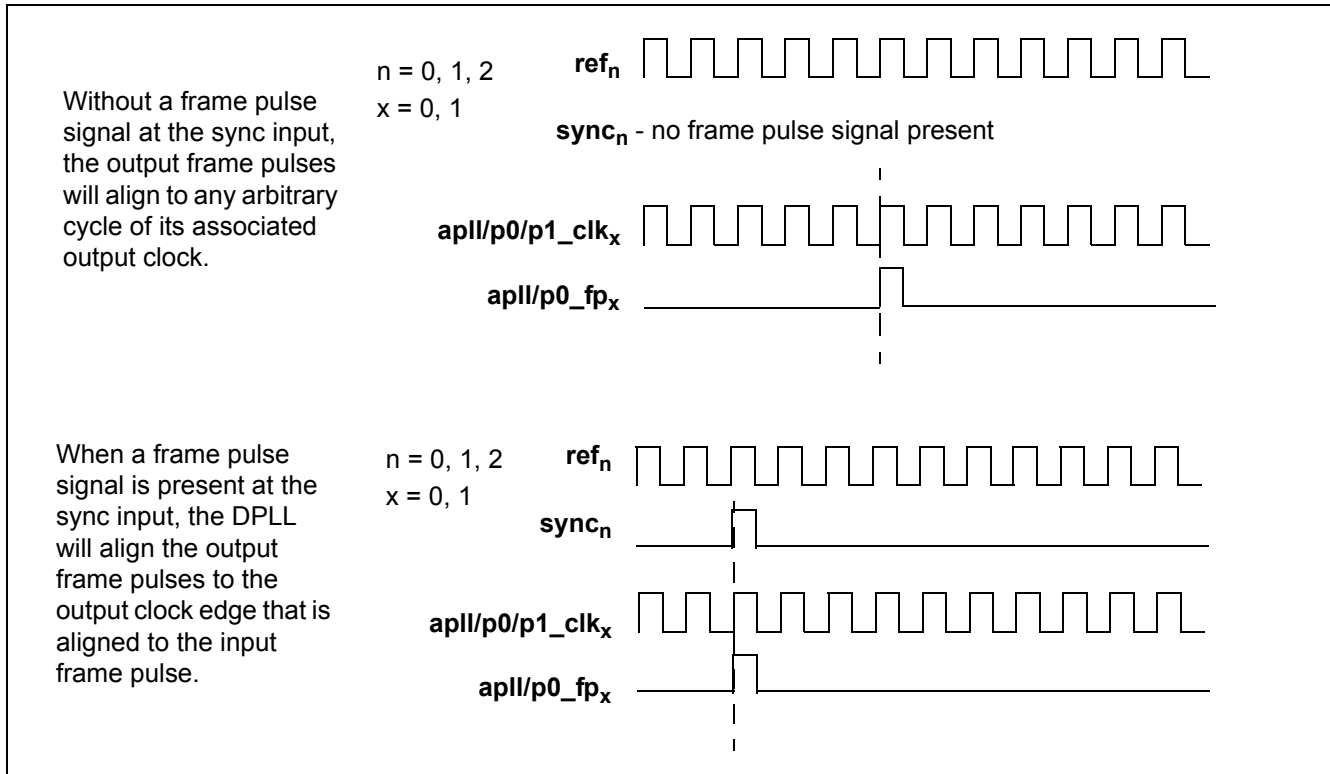 Without a frame pulse
signal at the sync input,
the output frame pulses
will align to any arbitrary
cycle of its associated
output clock.
n = 0, 1, 2
x = 0, 1
refn
syncn - no frame pulse signal present
apll/p0/p1_clkx
apll/p0_fpx
When a frame pulse
signal is present at the
sync input, the DPLL
will align the output
frame pulses to the
output clock edge that is
aligned to the input
frame pulse.
n = 0, 1, 2
x = 0, 1
refn
syncn
apll/p0/p1_clkx
apll/p0_fpx